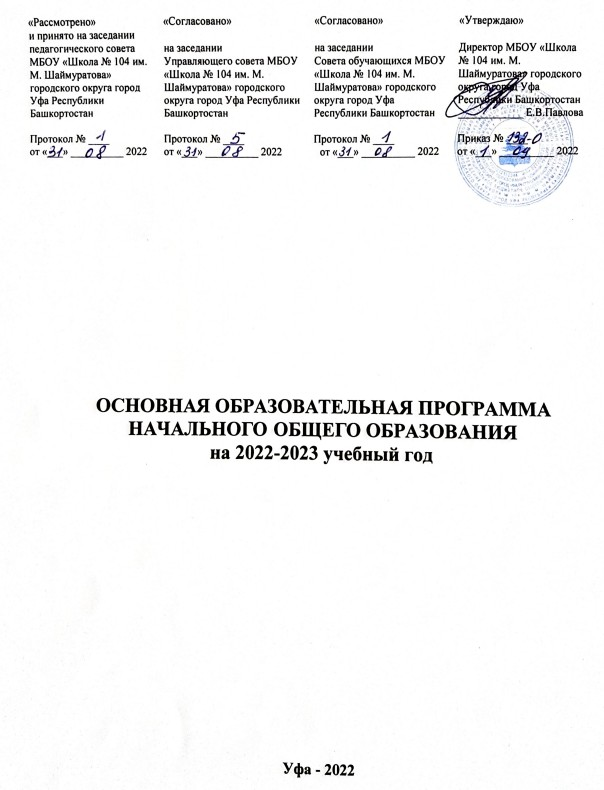 «Рассмотрено»
и принято на заседании
педагогического совета
МБОУ «Школа № 104 им.
М. Шаймуратова»
городского округа город
Уфа Республики
Башкортостан
Протокол № 1
от «31» 08 2022
«Согласовано»
на заседании
Управляющего совета МБОУ
«Школа № 104 им. М.
Шаймуратова» городского
округа город Уфа Республики
Башкортостан
Протокол № 5
от «31» 08 2022
«Согласовано»
на заседании
Совета обучающихся МБОУ
«Школа № 104 им. М.
Шаймуратова» городского
округа город Уфа
Республики Башкортостан
Протокол № 1
от «31 » 08 2022
«Утверждаю»
Директор МБОУ «Школа
№ 104 им. М.
Шаймуратова» городского
округа город Уфа
Республики Башкортостан
Е.В.Павлова
Приказ №
от « 1 » 09 2022
ОСНОВНАЯ ОБРАЗОВАТЕЛЬНАЯ ПРОГРАММА
НАЧАЛЬНОГО ОБЩЕГО ОБРАЗОВАНИЯ
на 2022-2023 учебный год
Уфа - 2022